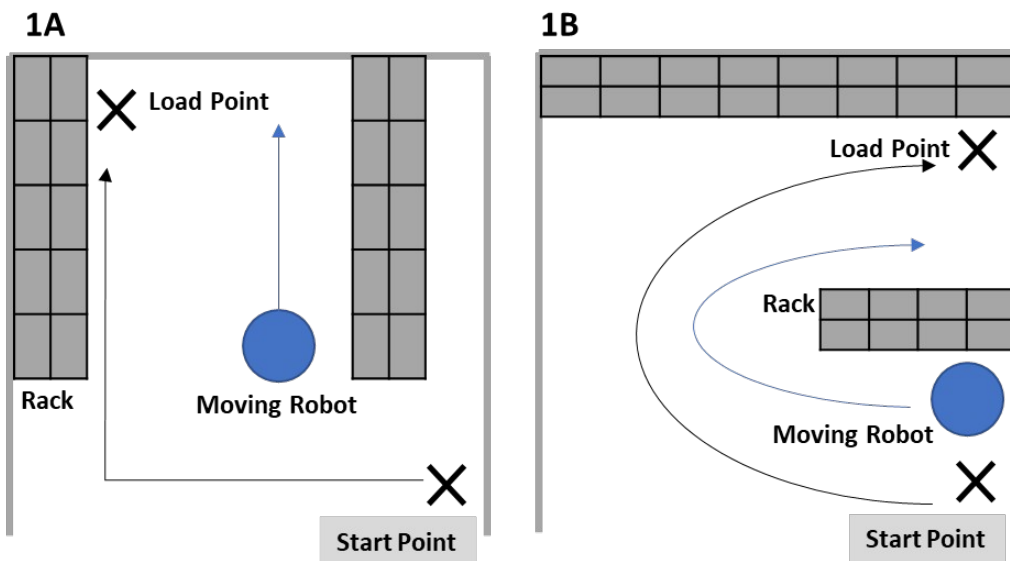 1A
Load Point
Rack
Moving Robot
Start Point
1B
Load Point
Rack
Moving Robot
Start Point